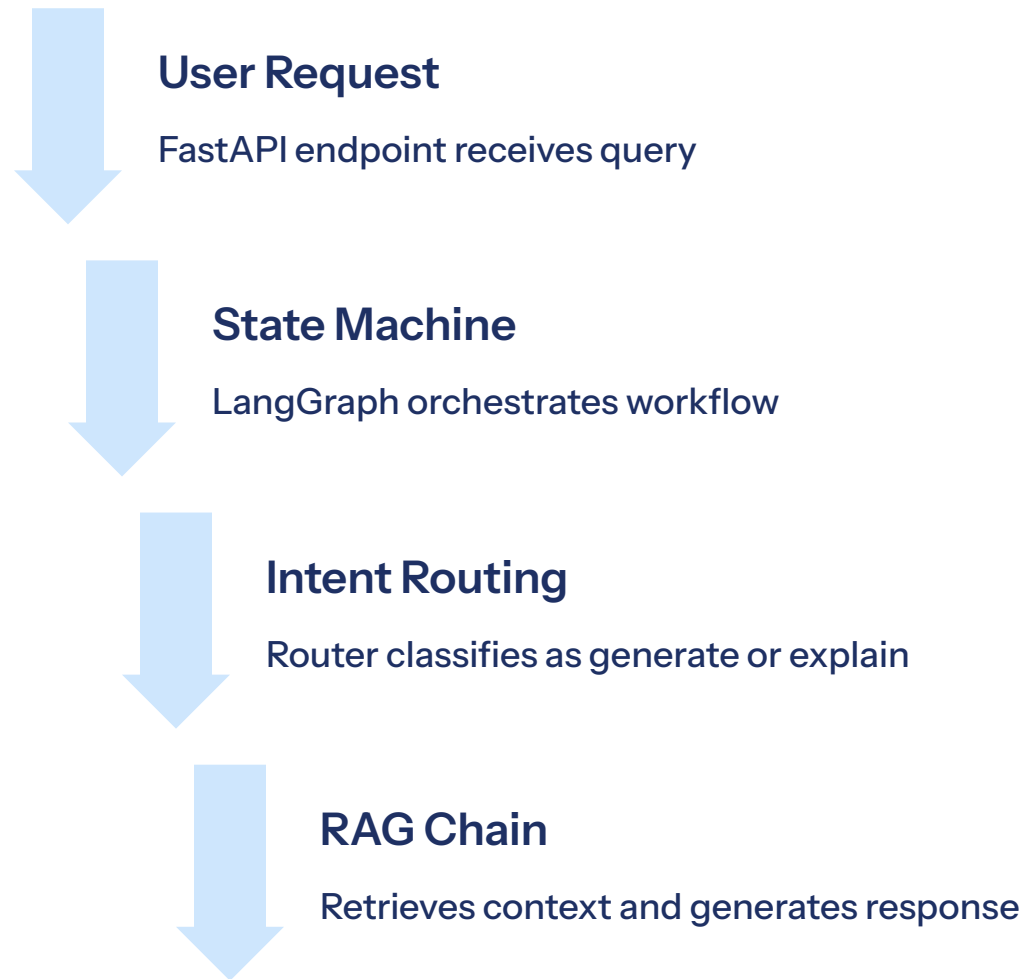 User Request
FastAPI endpoint receives query
State Machine
LangGraph orchestrates workflow
Intent Routing
Router classifies as generate or explain
RAG Chain
Retrieves context and generates response